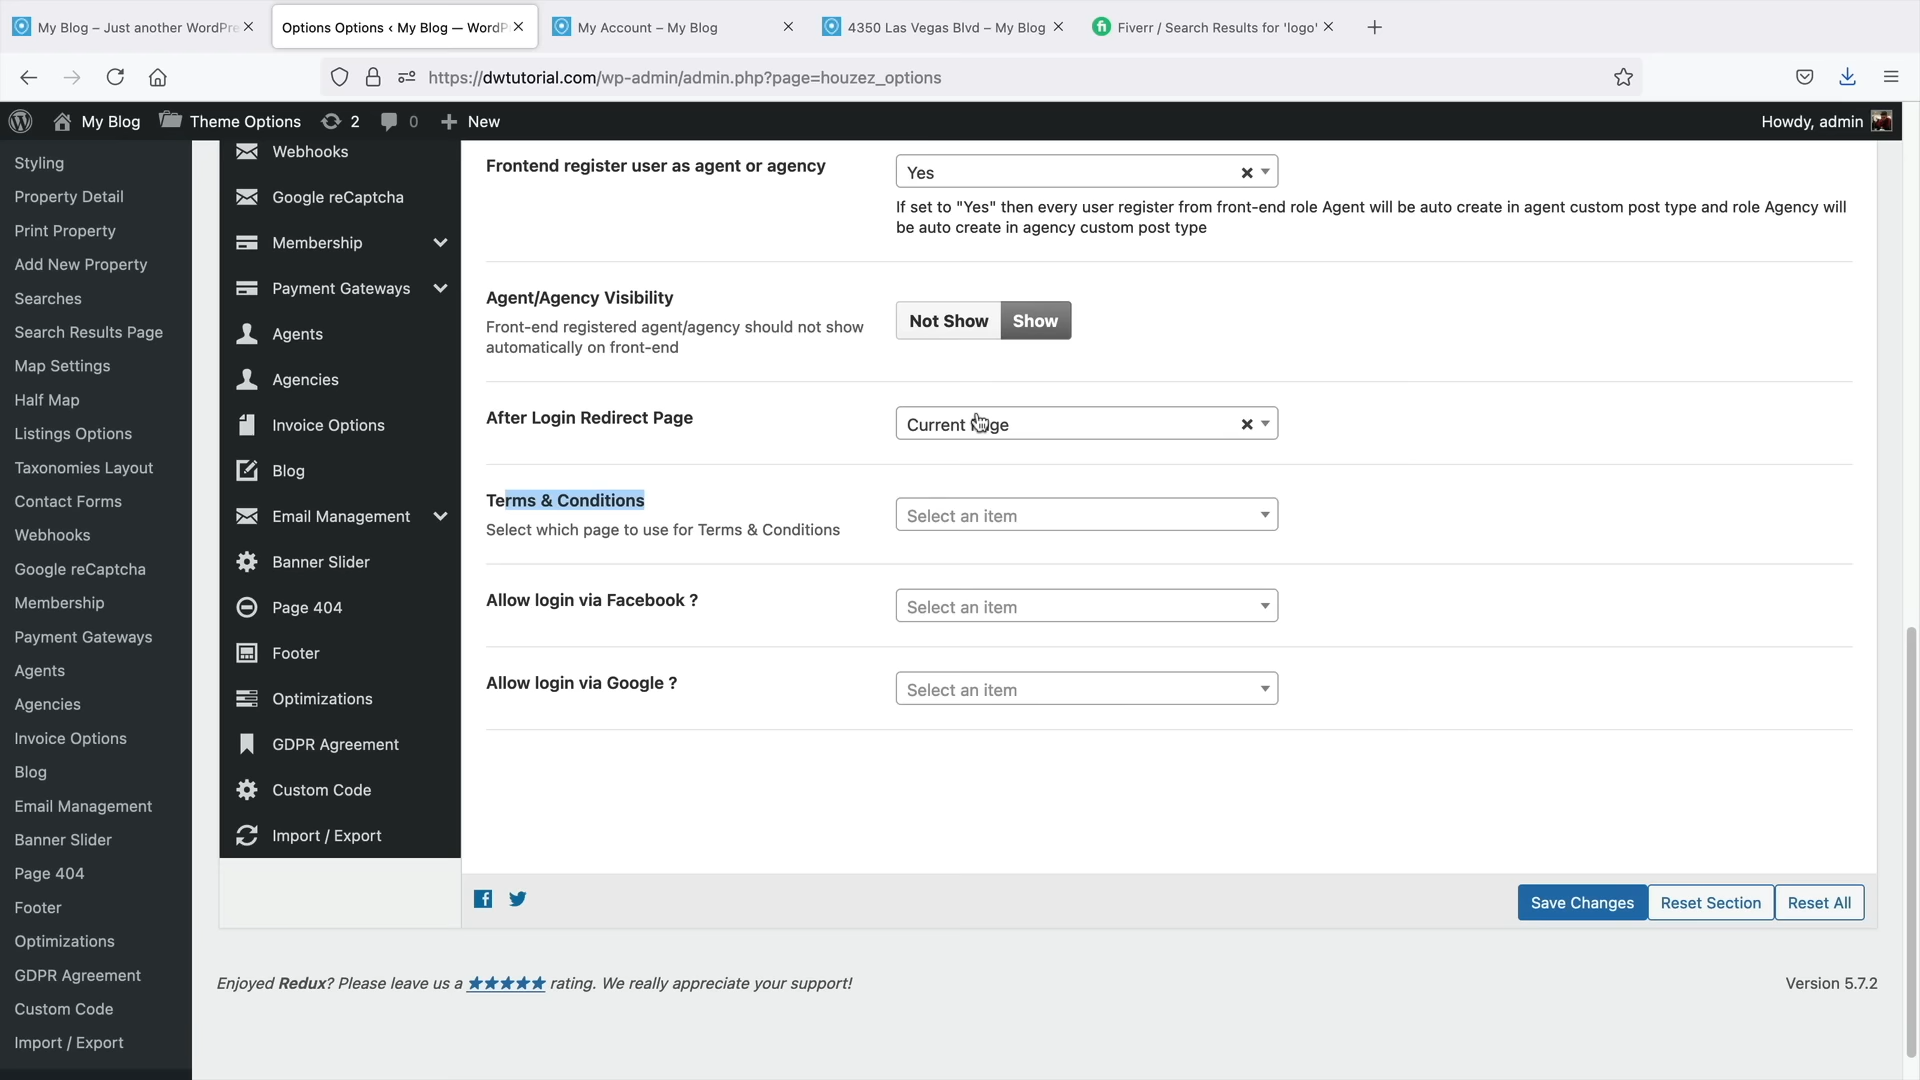 My Blog – Just another WordPre
Options Options ‹ My Blog — WordP
My Account – My Blog
4350 Las Vegas Blvd – My Blog
Fiverr / Search Results for 'logo'
https://dwtutorial.com/wp-admin/admin.php?page=houzez_options
My Blog
Theme Options
2
0
New
Howdy, admin
Styling
Property Detail
Print Property
Add New Property
Searches
Search Results Page
Map Settings
Half Map
Listings Options
Taxonomies Layout
Contact Forms
Webhooks
Google reCaptcha
Membership
Payment Gateways
Agents
Agencies
Invoice Options
Blog
Email Management
Banner Slider
Page 404
Footer
Optimizations
GDPR Agreement
Custom Code
Import / Export
Webhooks
Google reCaptcha
Membership
Payment Gateways
Agents
Agencies
Invoice Options
Blog
Email Management
Banner Slider
Page 404
Footer
Optimizations
GDPR Agreement
Custom Code
Import / Export
Frontend register user as agent or agency
Yes
If set to "Yes" then every user register from front-end role Agent will be auto create in agent custom post type and role Agency will
be auto create in agency custom post type
Agent/Agency Visibility
Front-end registered agent/agency should not show
automatically on front-end
Not Show
Show
After Login Redirect Page
Current Page
Terms & Conditions
Select which page to use for Terms & Conditions
Select an item
Allow login via Facebook ?
Select an item
Allow login via Google ?
Select an item
Save Changes
Reset Section
Reset All
Enjoyed Redux? Please leave us a ★★★★★ rating. We really appreciate your support!
Version 5.7.2